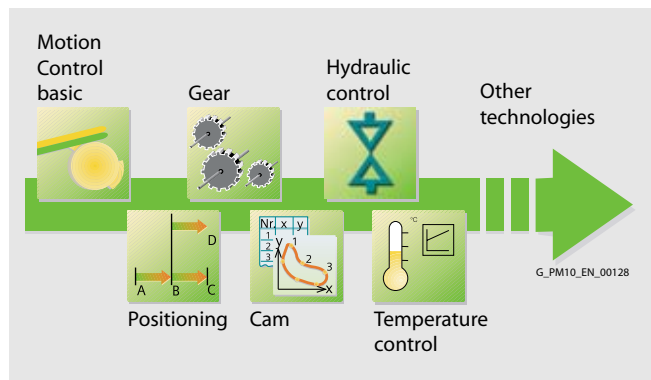 Motion
Control
basic
Gear
Hydraulic
control
Other
technologies
A
B
C
D
Positioning
Nr. x y
1
2
3
y
1
2
3
x
Cam
°C
Temperature
control
G_PM10_EN_00128